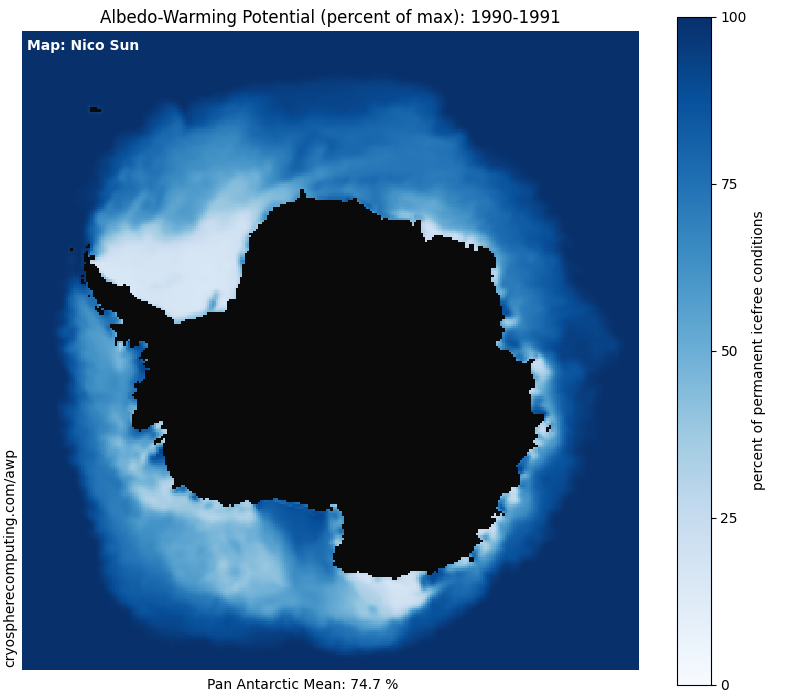 Albedo-Warming Potential (percent of max): 1990-1991
Map: Nico Sun
cryospherecomputing.com/awp
Pan Antarctic Mean: 74.7 %
100
75
50
25
0
percent of permanent icefree conditions